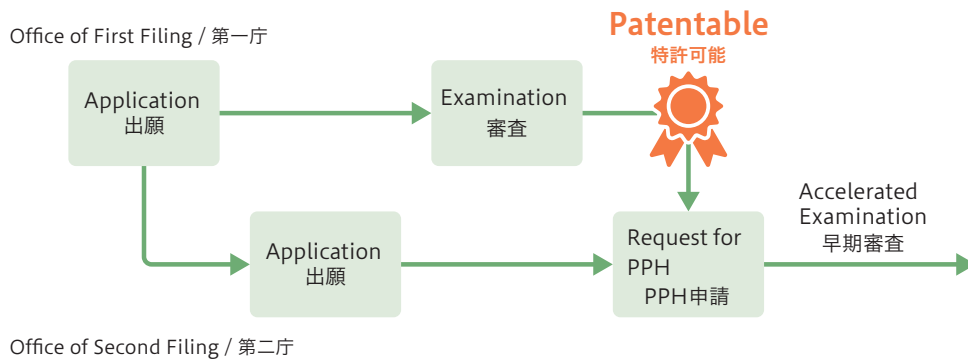 Office of First Filing / 第一庁
Patentable
特許可能
Application
出願
Examination
審査
Application
出願
Request for
PPH
PPH申請
Accelerated
Examination
早期審査
Office of Second Filing / 第二庁